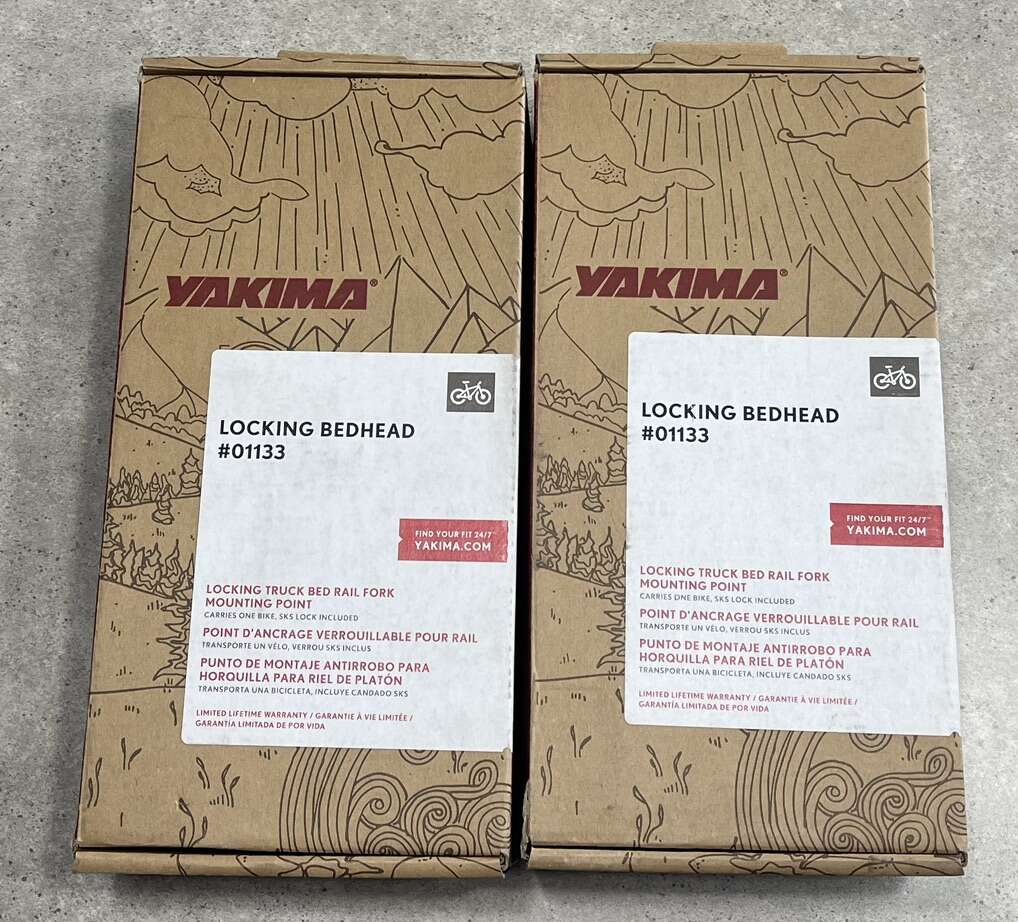 YAKIMA®
LOCKING BEDHEAD
#01133
FIND YOUR FIT 24/7™
YAKIMA.COM
LOCKING TRUCK BED RAIL FORK
MOUNTING POINT
CARRIES ONE BIKE, SKS LOCK INCLUDED
POINT D'ANCRAGE VERROUILLABLE POUR RAIL
TRANSPORTE UN VÉLO, VERROU SKS INCLUS
PUNTO DE MONTAJE ANTIRROBO PARA
HORQUILLA PARA RIEL DE PLATÓN
TRANSPORTA UNA BICICLETA, INCLUYE CANDADO SKS
LIMITED LIFETIME WARRANTY / GARANTIE À VIE LIMITÉE /
GARANTÍA LIMITADA DE POR VIDA
YAKIMA®
LOCKING BEDHEAD
#01133
FIND YOUR FIT 24/7™
YAKIMA.COM
LOCKING TRUCK BED RAIL FORK
MOUNTING POINT
CARRIES ONE BIKE, SKS LOCK INCLUDED
POINT D'ANCRAGE VERROUILLABLE POUR RAIL
TRANSPORTE UN VÉLO, VERROU SKS INCLUS
PUNTO DE MONTAJE ANTIRROBO PARA
HORQUILLA PARA RIEL DE PLATÓN
TRANSPORTA UNA BICICLETA, INCLUYE CANDADO SKS
LIMITED LIFETIME WARRANTY / GARANTIE À VIE LIMITÉE /
GARANTÍA LIMITADA DE POR VIDA